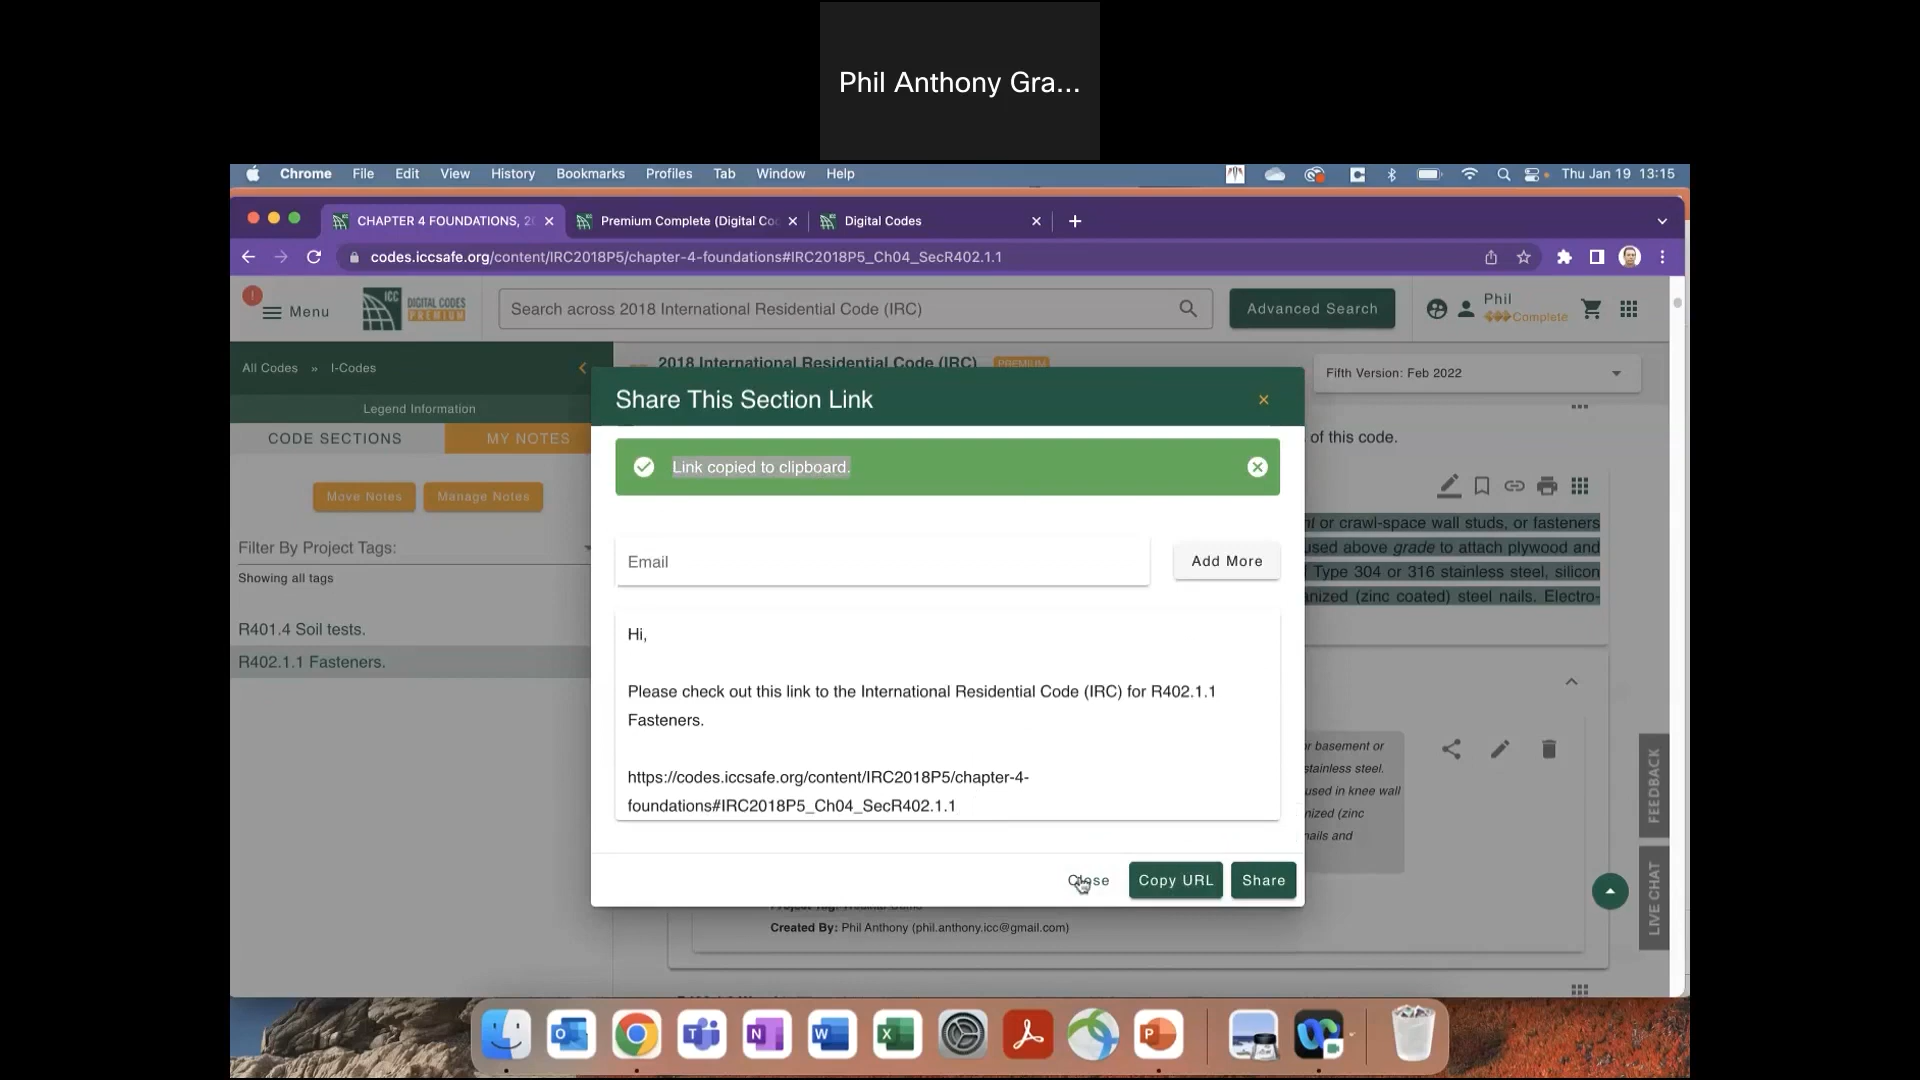 Phil Anthony Gra...
Chrome File Edit View History Bookmarks Profiles Tab Window Help Thu Jan 19 13:15
CHAPTER 4 FOUNDATIONS, 20 Premium Complete (Digital Co Digital Codes
codes.iccsafe.org/content/IRC2018P5/chapter-4-foundations#IRC2018P5_Ch04_SecR402.1.1
Menu ICC DIGITAL CODES PREMIUM Search across 2018 International Residential Code (IRC) Advanced Search Phil Complete
All Codes » I-Codes
2018 International Residential Code (IRC) PREMIUM
Fifth Version: Feb 2022
Legend Information
CODE SECTIONS MY NOTES
Move Notes Manage Notes
Filter By Project Tags:
Showing all tags
R401.4 Soil tests.
R402.1.1 Fasteners.
Share This Section Link
Link copied to clipboard.
Email Add More
Hi,
Please check out this link to the International Residential Code (IRC) for R402.1.1
Fasteners.
https://codes.iccsafe.org/content/IRC2018P5/chapter-4-
foundations#IRC2018P5_Ch04_SecR402.1.1
Close Copy URL Share
of this code.
or crawl-space wall studs, or fasteners
used above grade to attach plywood and
Type 304 or 316 stainless steel, silicon
(zinc coated) steel nails. Electro-
or basement or
stainless steel.
used in knee wall
(zinc
nails and
Created By: Phil Anthony (phil.anthony.icc@gmail.com)
FEEDBACK
LIVE CHAT